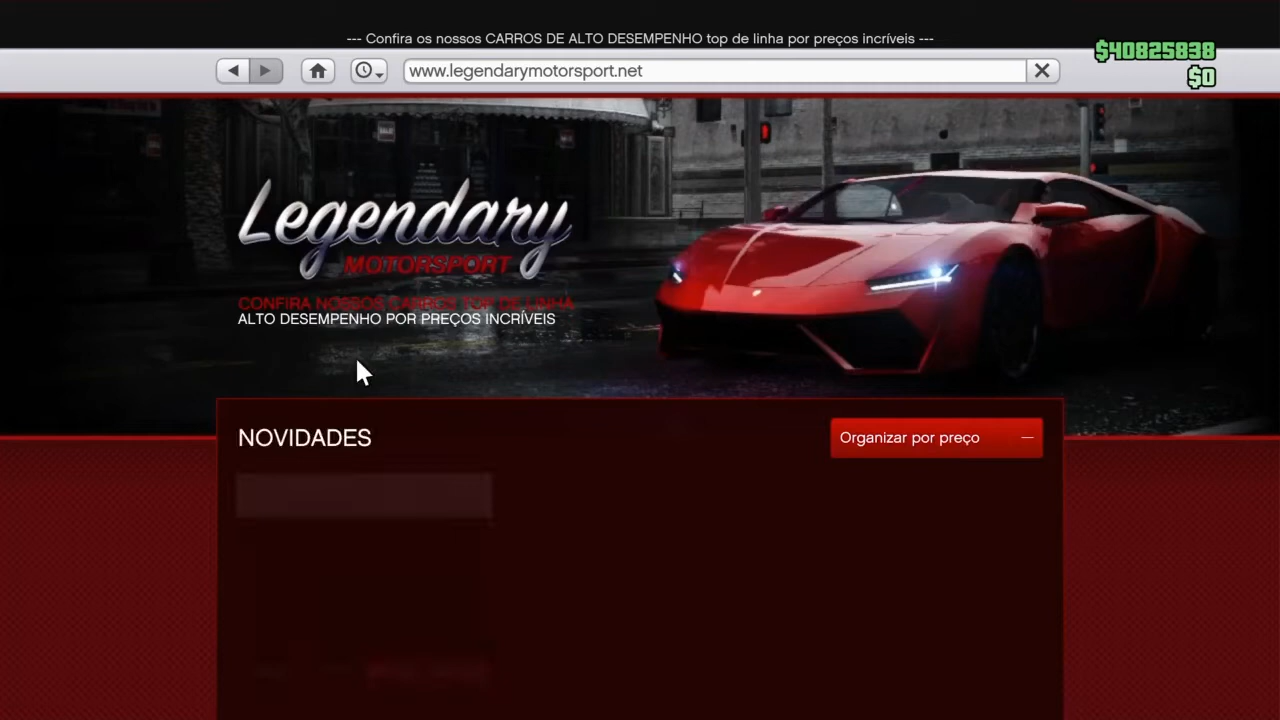 --- Confira os nossos CARROS DE ALTO DESEMPENHO top de linha por preços incríveis ---
$40825838
www.legendarymotorsport.net
$0
Legendary
MOTORSPORT
CONFIRA NOSSOS CARROS TOP DE LINHA
ALTO DESEMPENHO POR PREÇOS INCRÍVEIS
NOVIDADES
Organizar por preço